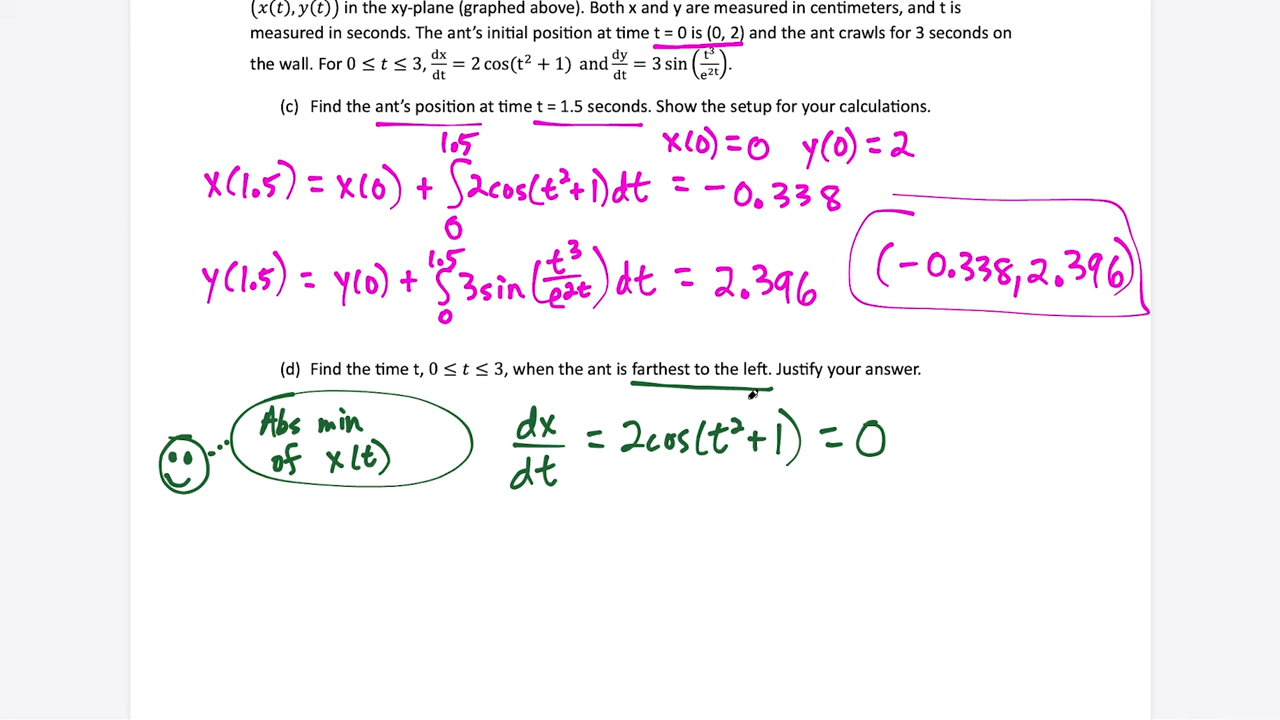 (x(t), y(t)) in the xy-plane (graphed above). Both x and y are measured in centimeters, and t is
measured in seconds. The ant's initial position at time t = 0 is (0, 2) and the ant crawls for 3 seconds on
the wall. For 0 ≤ t ≤ 3, dx/dt = 2 cos(t² + 1) and dy/dt = 3 sin(t³/e²ᵗ).
(c) Find the ant's position at time t = 1.5 seconds. Show the setup for your calculations.
x(0) = 0 y(0) = 2
x(1.5) = x(0) + ∫₀^1.5 2cos(t²+1)dt = -0.338
y(1.5) = y(0) + ∫₀^1.5 3sin(t³/e²ᵗ)dt = 2.396
(-0.338, 2.396)
(d) Find the time t, 0 ≤ t ≤ 3, when the ant is farthest to the left. Justify your answer.
Abs min
of x(t)
dx/dt = 2cos(t²+1) = 0